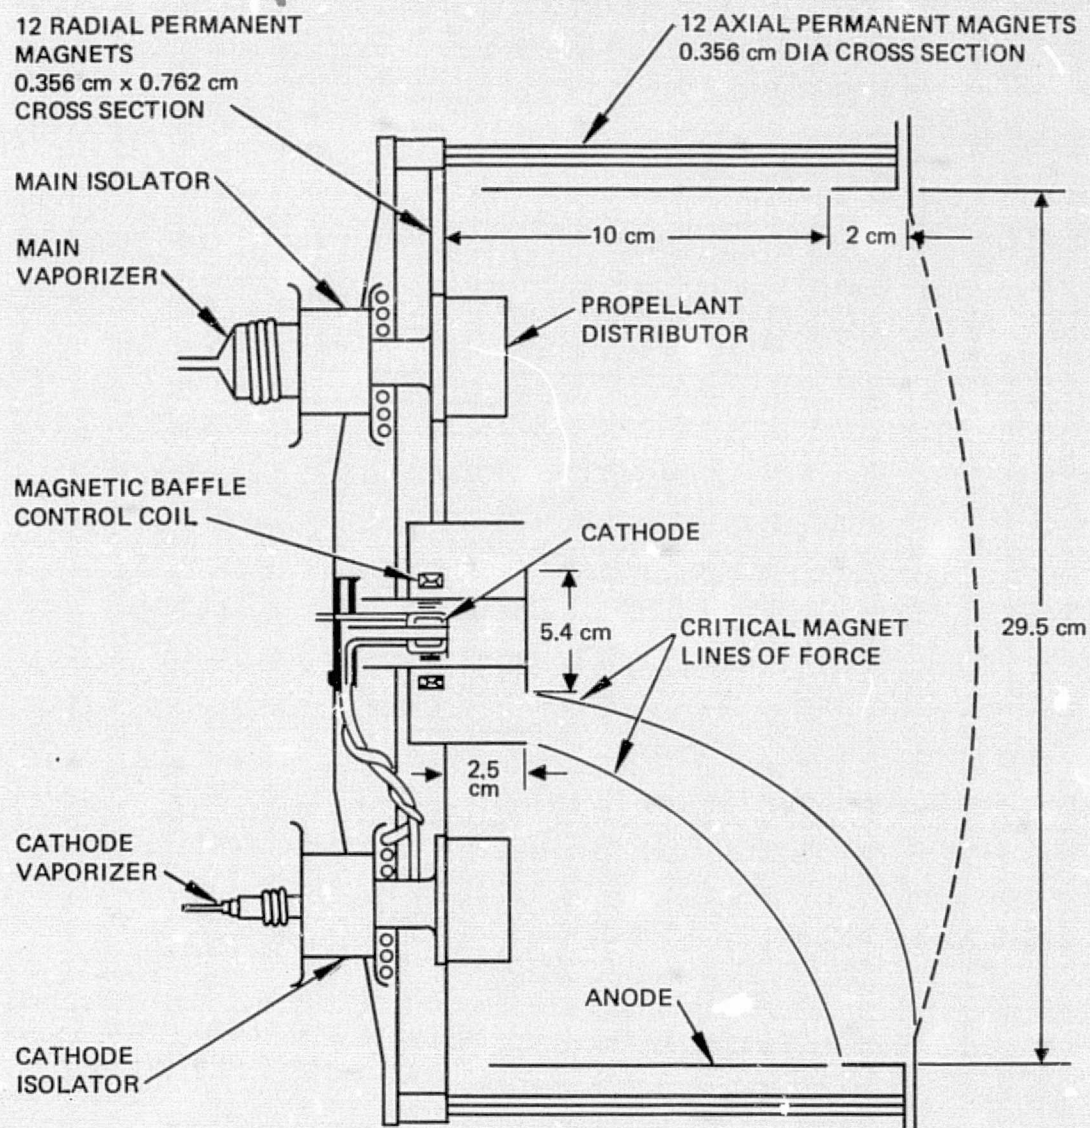 12 RADIAL PERMANENT
MAGNETS
0.356 cm x 0.762 cm
CROSS SECTION
12 AXIAL PERMANENT MAGNETS
0.356 cm DIA CROSS SECTION
MAIN ISOLATOR
MAIN
VAPORIZER
10 cm
2 cm
PROPELLANT
DISTRIBUTOR
MAGNETIC BAFFLE
CONTROL COIL
CATHODE
5.4 cm
CRITICAL MAGNET
LINES OF FORCE
29.5 cm
2.5
cm
CATHODE
VAPORIZER
ANODE
CATHODE
ISOLATOR